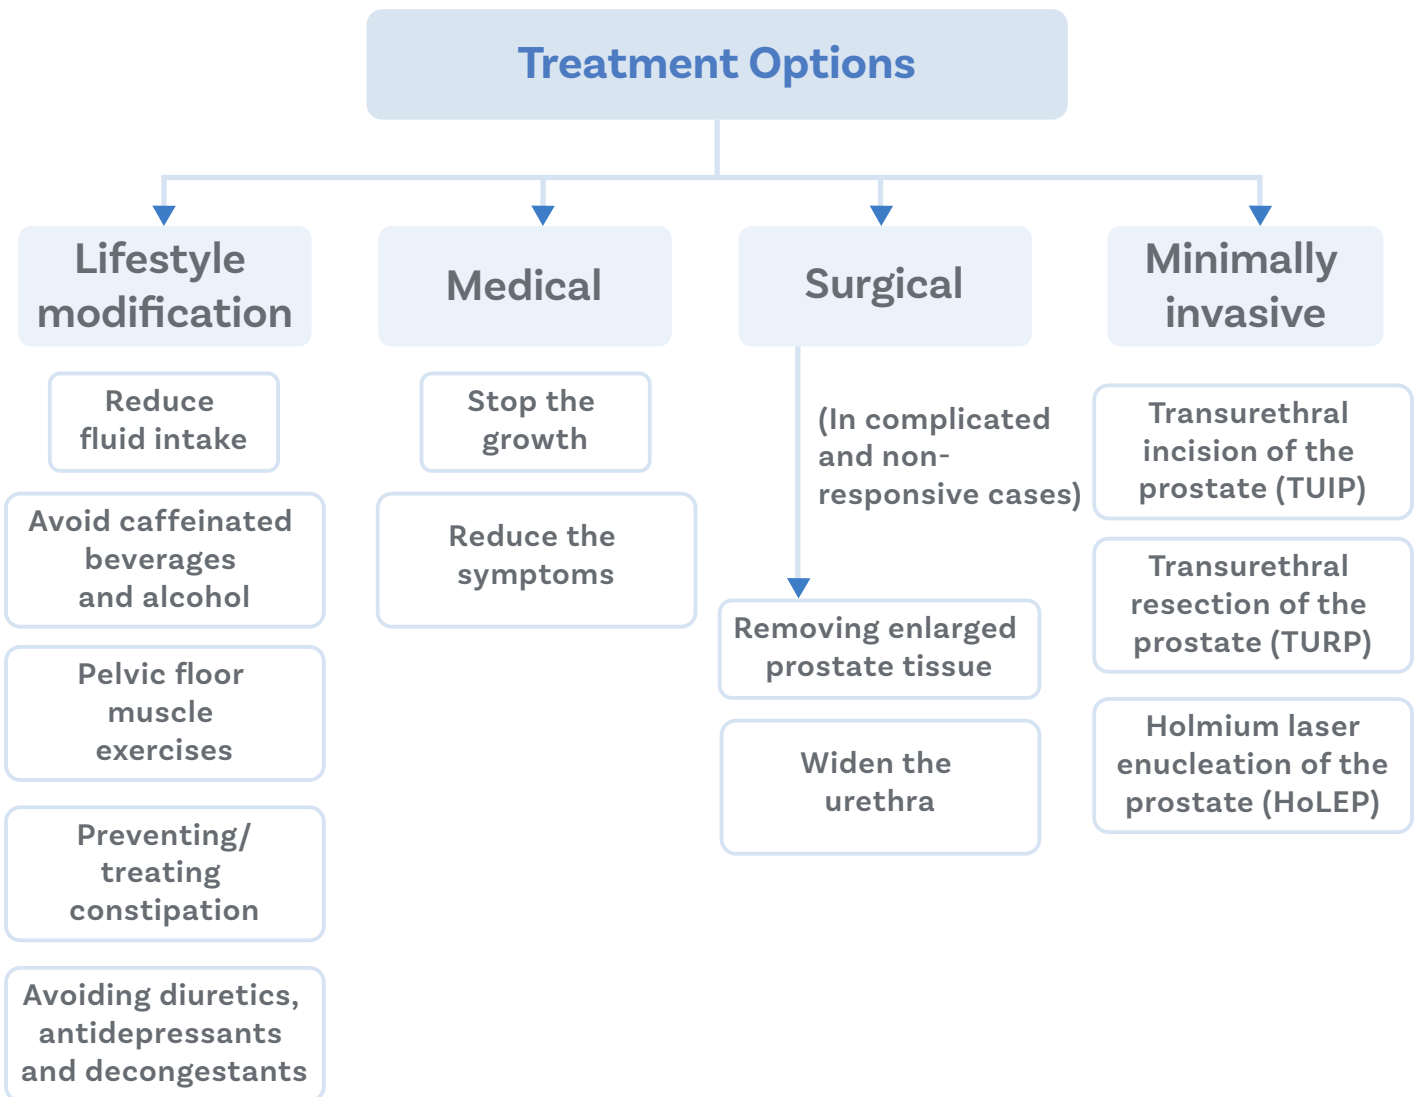 Treatment Options
Lifestyle
modification
Reduce
fluid intake
Avoid caffeinated
beverages
and alcohol
Pelvic floor
muscle
exercises
Preventing/
treating
constipation
Avoiding diuretics,
antidepressants
and decongestants
Medical
Stop the
growth
Reduce the
symptoms
Surgical
(In complicated
and non-
responsive cases)
Removing enlarged
prostate tissue
Widen the
urethra
Minimally
invasive
Transurethral
incision of the
prostate (TUIP)
Transurethral
resection of the
prostate (TURP)
Holmium laser
enucleation of the
prostate (HoLEP)